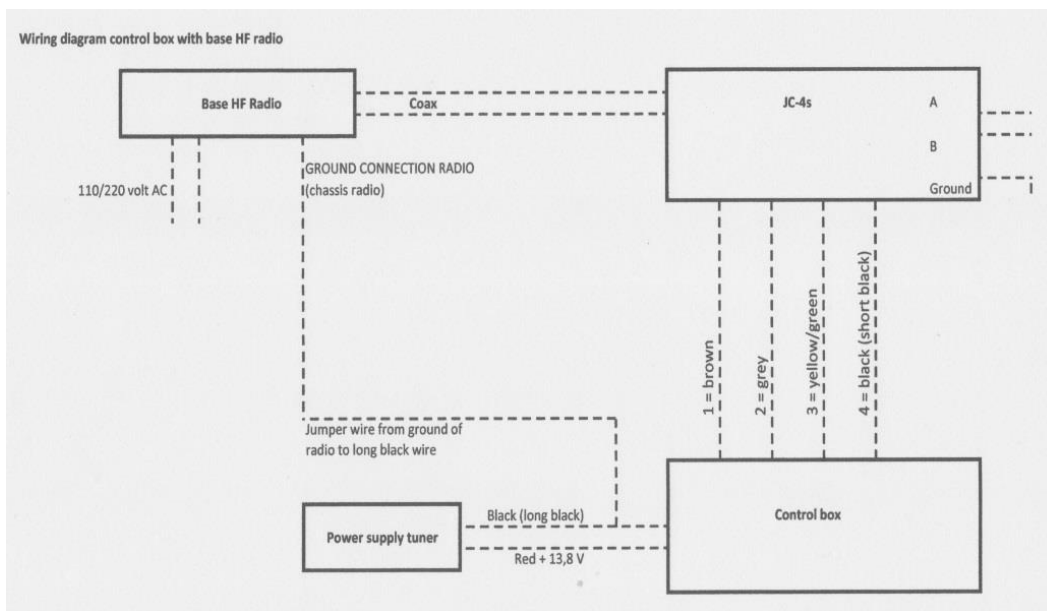 Wiring diagram control box with base HF radio
Base HF Radio
Coax
JC-4s
A
B
Ground
110/220 volt AC
GROUND CONNECTION RADIO
(chassis radio)
1 = brown
2 = grey
3 = yellow/green
4 = black (short black)
Jumper wire from ground of
radio to long black wire
Power supply tuner
Black (long black)
Red + 13,8 V
Control box